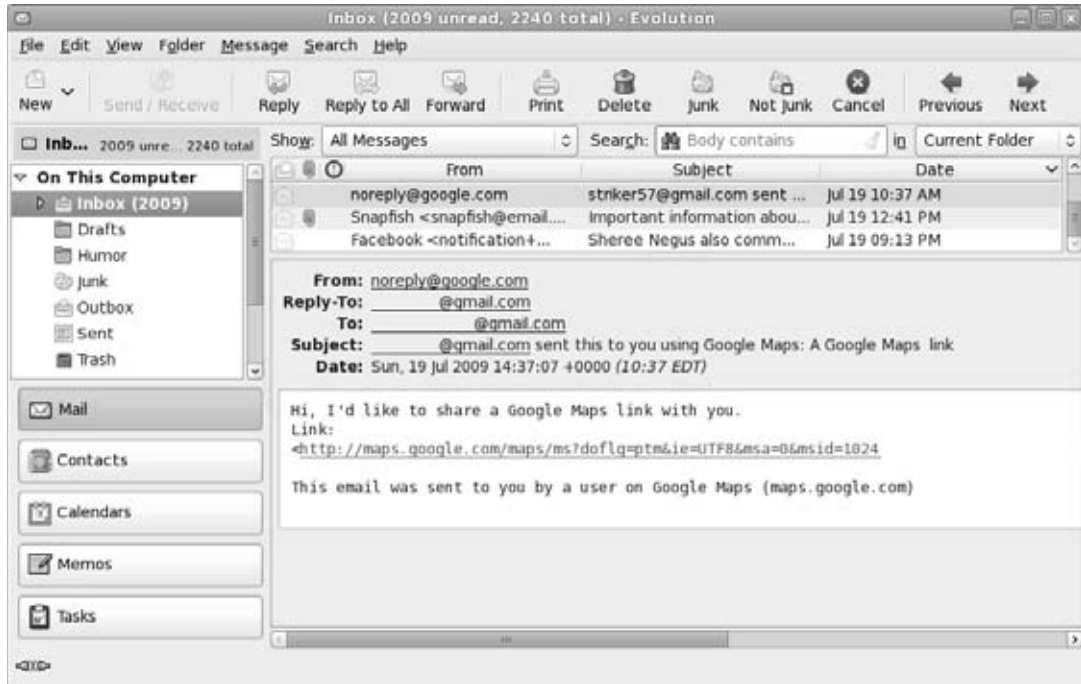 Inbox (2009 unread, 2240 total) - Evolution
File Edit View Folder Message Search Help
New Send / Receive Reply Reply to All Forward Print Delete Junk Not Junk Cancel Previous Next
Inb... 2009 unre... 2240 total
Show: All Messages Search: Body contains in Current Folder
From Subject Date
noreply@google.com striker57@gmail.com sent ... Jul 19 10:37 AM
Snapfish <snapfish@email.... Important information abou... Jul 19 12:41 PM
Facebook <notification+... Sheree Negus also comm... Jul 19 09:13 PM
On This Computer
Inbox (2009)
Drafts
Humor
Junk
Outbox
Sent
Trash
Mail
Contacts
Calendars
Memos
Tasks
From: noreply@google.com
Reply-To: @gmail.com
To: @gmail.com
Subject: @gmail.com sent this to you using Google Maps: A Google Maps link
Date: Sun, 19 Jul 2009 14:37:07 +0000 (10:37 EDT)
Hi, I'd like to share a Google Maps link with you.
Link:
<http://maps.google.com/maps/ms?doflg=ptm&ie=UTF8&msa=0&msid=1024
This email was sent to you by a user on Google Maps (maps.google.com)